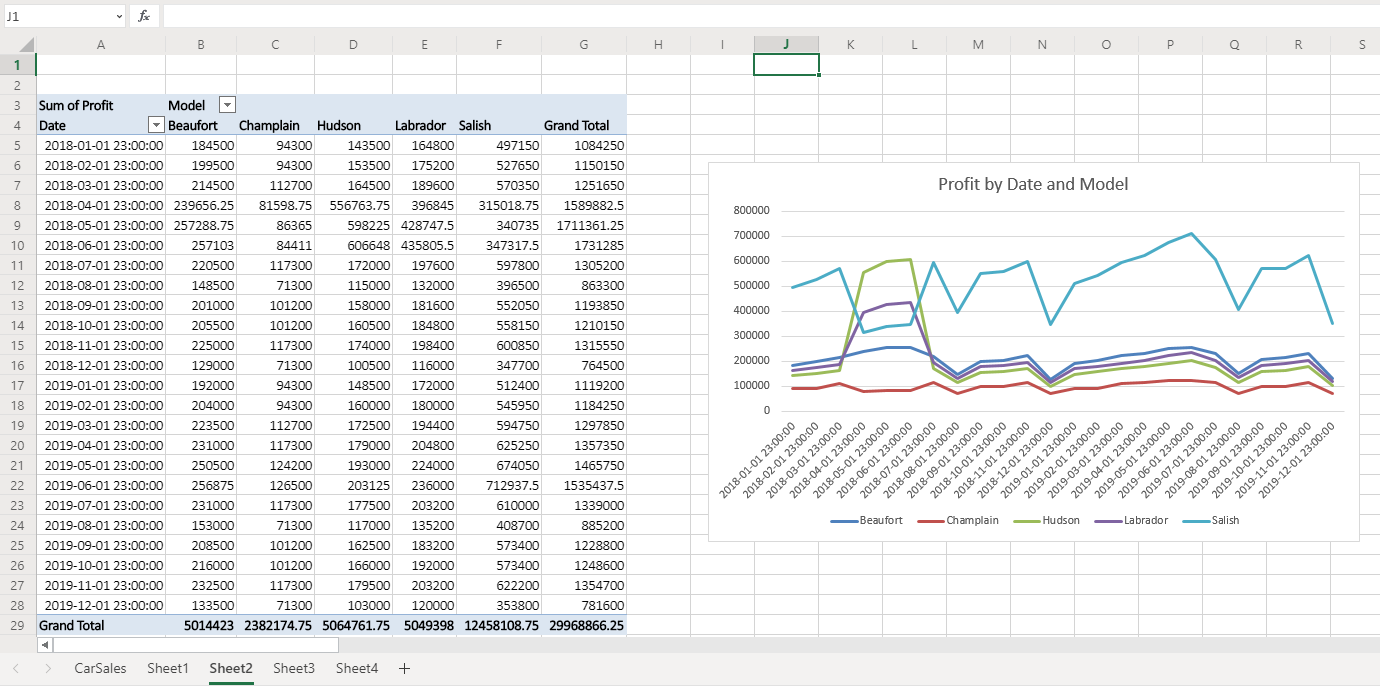 J1 fx
A B C D E F G H I J K L M N O P Q R S
1
2
3 Sum of Profit Model
4 Date Beaufort Champlain Hudson Labrador Salish Grand Total
5 2018-01-01 23:00:00 184500 94300 143500 164800 497150 1084250
6 2018-02-01 23:00:00 199500 94300 153500 175200 527650 1150150
7 2018-03-01 23:00:00 214500 112700 164500 189600 570350 1251650
8 2018-04-01 23:00:00 239656.25 81598.75 556763.75 396845 315018.75 1589882.5
9 2018-05-01 23:00:00 257288.75 86365 598225 428747.5 340735 1711361.25
10 2018-06-01 23:00:00 257103 84411 606648 435805.5 347317.5 1731285
11 2018-07-01 23:00:00 220500 117300 172000 197600 597800 1305200
12 2018-08-01 23:00:00 148500 71300 115000 132000 396500 863300
13 2018-09-01 23:00:00 201000 101200 158000 181600 552050 1193850
14 2018-10-01 23:00:00 205500 101200 160500 184800 558150 1210150
15 2018-11-01 23:00:00 225000 117300 174000 198400 600850 1315550
16 2018-12-01 23:00:00 129000 71300 100500 116000 347700 764500
17 2019-01-01 23:00:00 192000 94300 148500 172000 512400 1119200
18 2019-02-01 23:00:00 204000 94300 160000 180000 545950 1184250
19 2019-03-01 23:00:00 223500 112700 172500 194400 594750 1297850
20 2019-04-01 23:00:00 231000 117300 179000 204800 625250 1357350
21 2019-05-01 23:00:00 250500 124200 193000 224000 674050 1465750
22 2019-06-01 23:00:00 256875 126500 203125 236000 712937.5 1535437.5
23 2019-07-01 23:00:00 231000 117300 177500 203200 610000 1339000
24 2019-08-01 23:00:00 153000 71300 117000 135200 408700 885200
25 2019-09-01 23:00:00 208500 101200 162500 183200 573400 1228800
26 2019-10-01 23:00:00 216000 101200 166000 192000 573400 1248600
27 2019-11-01 23:00:00 232500 117300 179500 203200 622200 1354700
28 2019-12-01 23:00:00 133500 71300 103000 120000 353800 781600
29 Grand Total 5014423 2382174.75 5064761.75 5049398 12458108.75 29968866.25
Profit by Date and Model
800000
700000
600000
500000
400000
300000
200000
100000
0
2018-01-01 23:00:00
2018-02-01 23:00:00
2018-03-01 23:00:00
2018-04-01 23:00:00
2018-05-01 23:00:00
2018-06-01 23:00:00
2018-07-01 23:00:00
2018-08-01 23:00:00
2018-09-01 23:00:00
2018-10-01 23:00:00
2018-11-01 23:00:00
2018-12-01 23:00:00
2019-01-01 23:00:00
2019-02-01 23:00:00
2019-03-01 23:00:00
2019-04-01 23:00:00
2019-05-01 23:00:00
2019-06-01 23:00:00
2019-07-01 23:00:00
2019-08-01 23:00:00
2019-09-01 23:00:00
2019-10-01 23:00:00
2019-11-01 23:00:00
2019-12-01 23:00:00
Beaufort Champlain Hudson Labrador Salish
CarSales Sheet1 Sheet2 Sheet3 Sheet4